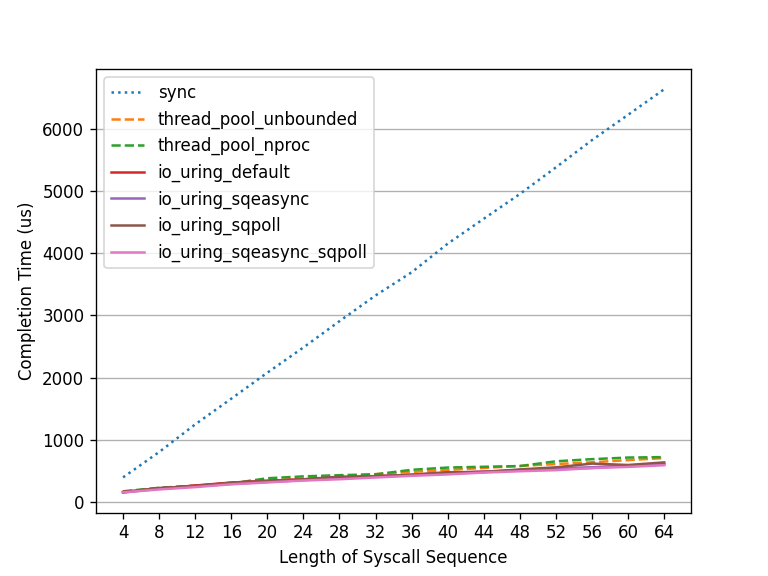 sync
thread_pool_unbounded
thread_pool_nproc
io_uring_default
io_uring_sqeasync
io_uring_sqpoll
io_uring_sqeasync_sqpoll
Completion Time (us)
6000
5000
4000
3000
2000
1000
0
4 8 12 16 20 24 28 32 36 40 44 48 52 56 60 64
Length of Syscall Sequence